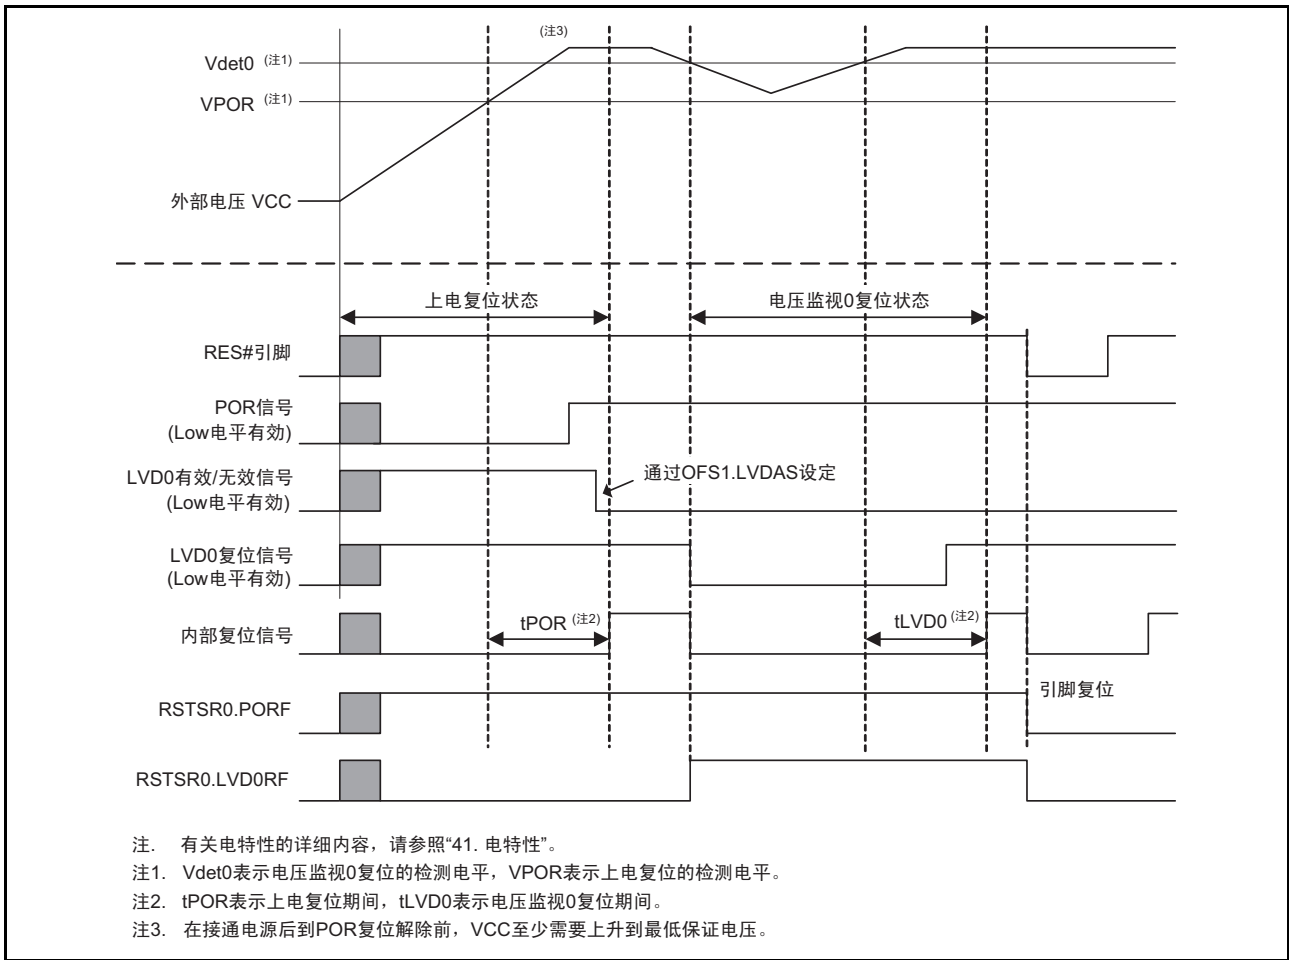 (注3)
Vdet0 (注1)
VPOR (注1)
外部电压 VCC
上电复位状态
电压监视0复位状态
RES#引脚
POR信号
(Low电平有効)
LVD0有效/无效信号
(Low电平有効)
通过OFS1.LVDAS设定
LVD0复位信号
(Low电平有効)
内部复位信号
tPOR (注2)
tLVD0 (注2)
引脚复位
RSTSR0.PORF
RSTSR0.LVD0RF
注. 有关电特性的详细内容，请参照“41. 电特性”。
注1. Vdet0表示电压监视0复位的检测电平，VPOR表示上电复位的检测电平。
注2. tPOR表示上电复位期间，tLVD0表示电压监视0复位期间。
注3. 在接通电源后到POR复位解除前，VCC至少需要上升到最低保证电压。